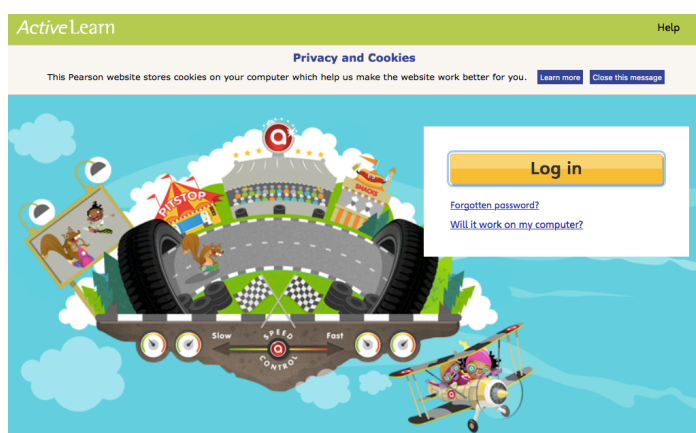 ActiveLearn
Help
Privacy and Cookies
This Pearson website stores cookies on your computer which help us make the website work better for you.
Learn more
Close this message
PITSTOP
SNACKS
a
Log in
Forgotten password?
Will it work on my computer?
Slow
SPEED
Fast
a
CONTROL
a